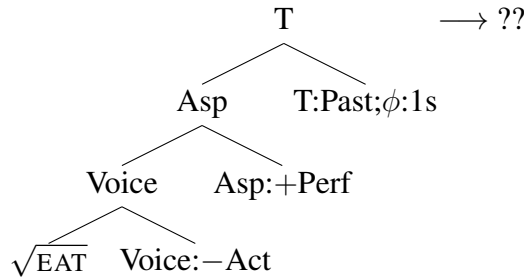 T ⟶ ??
Asp T:Past;ϕ:1s
Voice Asp:+Perf
√EAT Voice:−Act